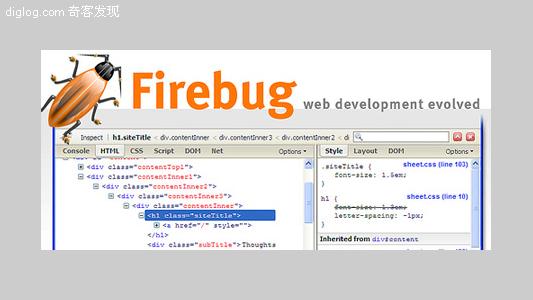 diglog.com 奇客发现
Firebug web development evolved
Inspect h1.siteTitle < div.contentInner < div.contentInner3 < div.contentInner2 < di
Console HTML CSS Script DOM Net Options
Style Layout DOM Options
<div class="contentTop1">
<div class="contentInner1">
<div class="contentInner2">
<div class="contentInner3">
<div class="contentInner">
<h1 class="siteTitle">
<a href="/" style="">
</h1>
<div class="subTitle">Thoughts
sheet.css (line 103)
.siteTitle {
font-size: 1.5em;
}
sheet.css (line 10)
h1 {
font-size: 1.3em;
letter-spacing: -1px;
}
Inherited from div#content